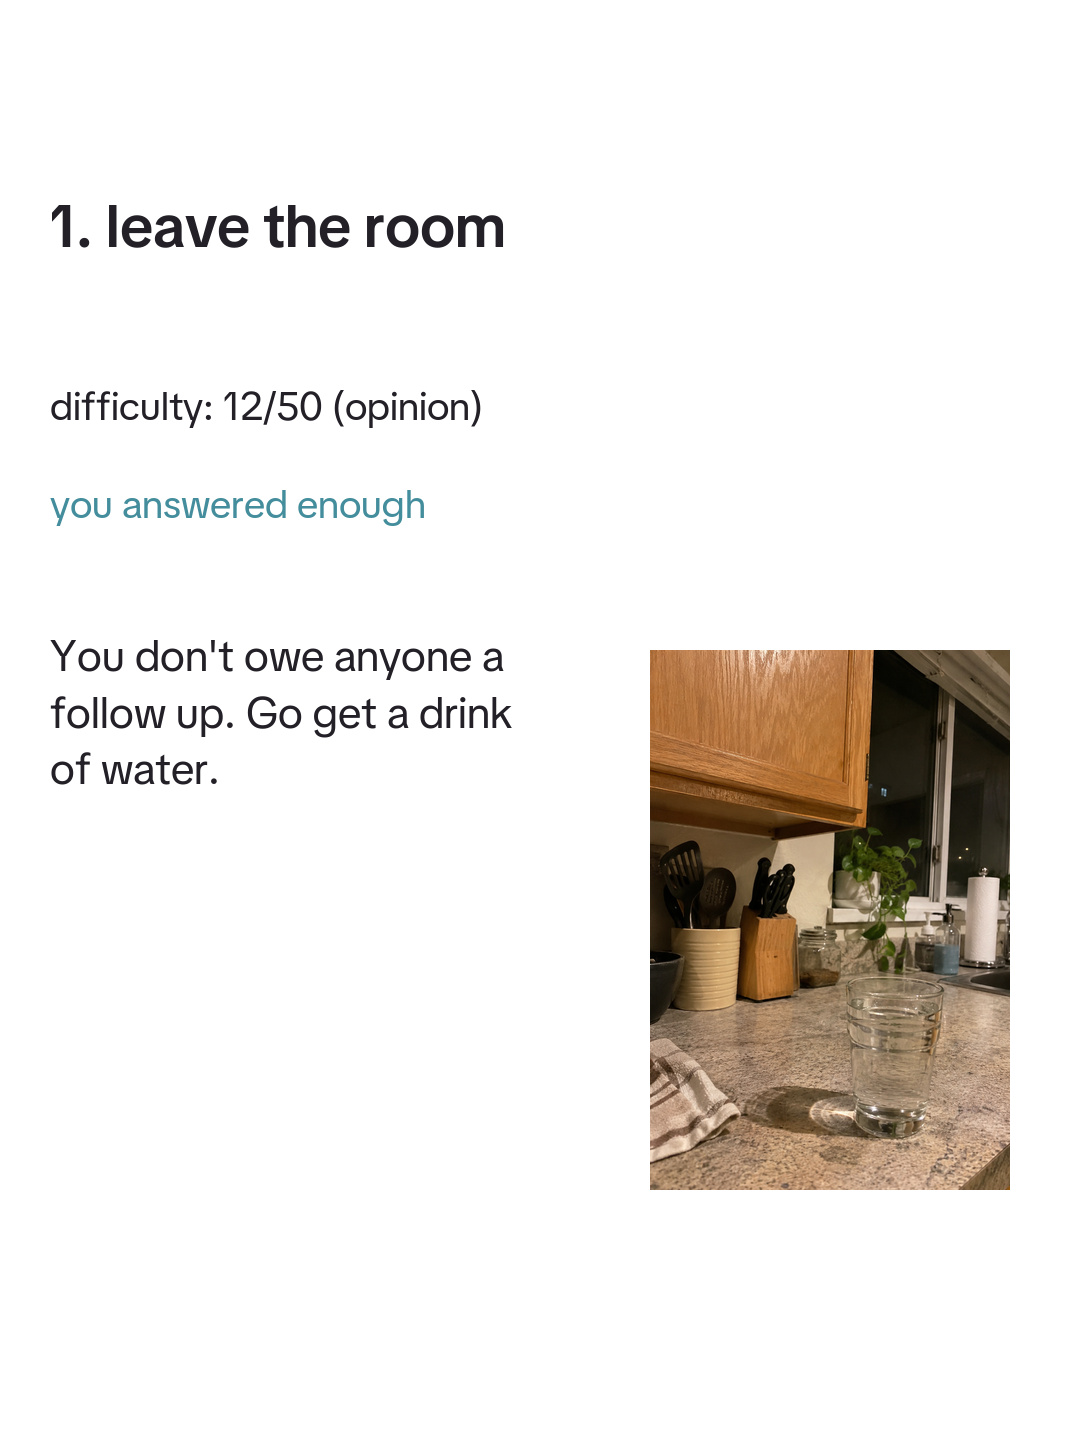 1. leave the room
difficulty: 12/50 (opinion)
you answered enough
You don't owe anyone a
follow up. Go get a drink
of water.